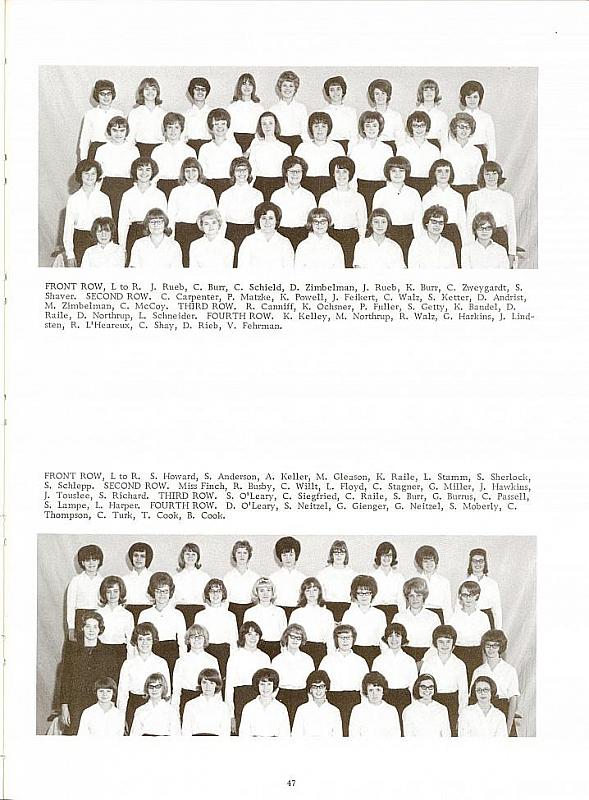 FRONT ROW, L to R. J. Rueb, C. Burr, C. Schield, D. Zimbelman, J. Rueb, K. Burr, C. Zweygardt, S.
Shaver. SECOND ROW. C. Carpenter, P. Matzke, K. Powell, J. Feikert, C. Walz, S. Ketter, D. Andrist,
M. Zimbelman, C. McCoy. THIRD ROW. R. Canniff, K. Ochsner, P. Fuller, S. Getty, K. Bandel, D.
Raile, D. Northrup, L. Schneider. FOURTH ROW. K. Kelley, M. Northrup, R. Walz, G. Harkins, J. Lind-
sten, R. L'Heareux, C. Shay, D. Rieb, V. Fehrman.
FRONT ROW, L to R. S. Howard, S. Anderson, A. Keller, M. Gleason, K. Raile, L. Stamm, S. Sherlock,
S. Schlepp. SECOND ROW. Miss Finch, R. Busby, C. Willt, L. Floyd, C. Stagner, G. Miller, J. Hawkins,
J. Touslee, S. Richard. THIRD ROW. S. O'Leary, C. Siegfried, C. Raile, S. Burr, G. Burrus, C. Passell,
S. Lampe, L. Harper. FOURTH ROW. D. O'Leary, S. Neitzel, G. Gienger, G. Neitzel, S. Moberly, C.
Thompson, C. Turk, T. Cook, B. Cook.
47